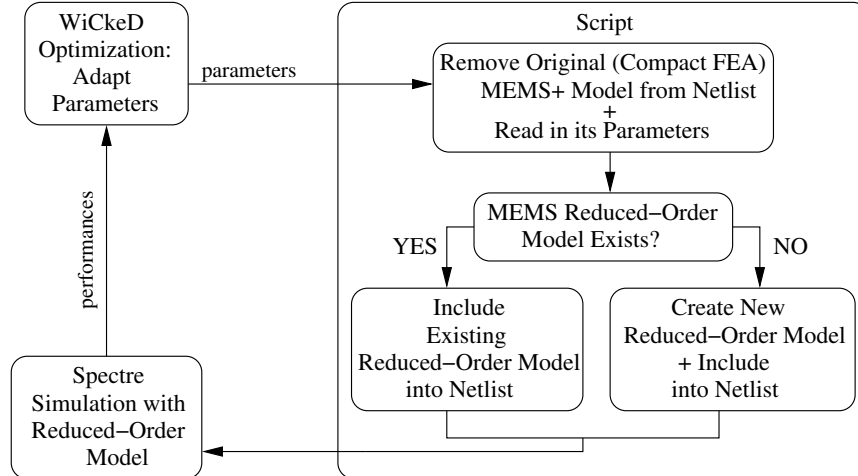 WiCkeD
Optimization:
Adapt
Parameters
parameters
Script
Remove Original (Compact FEA)
MEMS+ Model from Netlist
+
Read in its Parameters
MEMS Reduced−Order
Model Exists?
YES
NO
Include
Existing
Reduced−Order Model
into Netlist
Create New
Reduced−Order Model
+ Include
into Netlist
performances
Spectre
Simulation with
Reduced−Order
Model